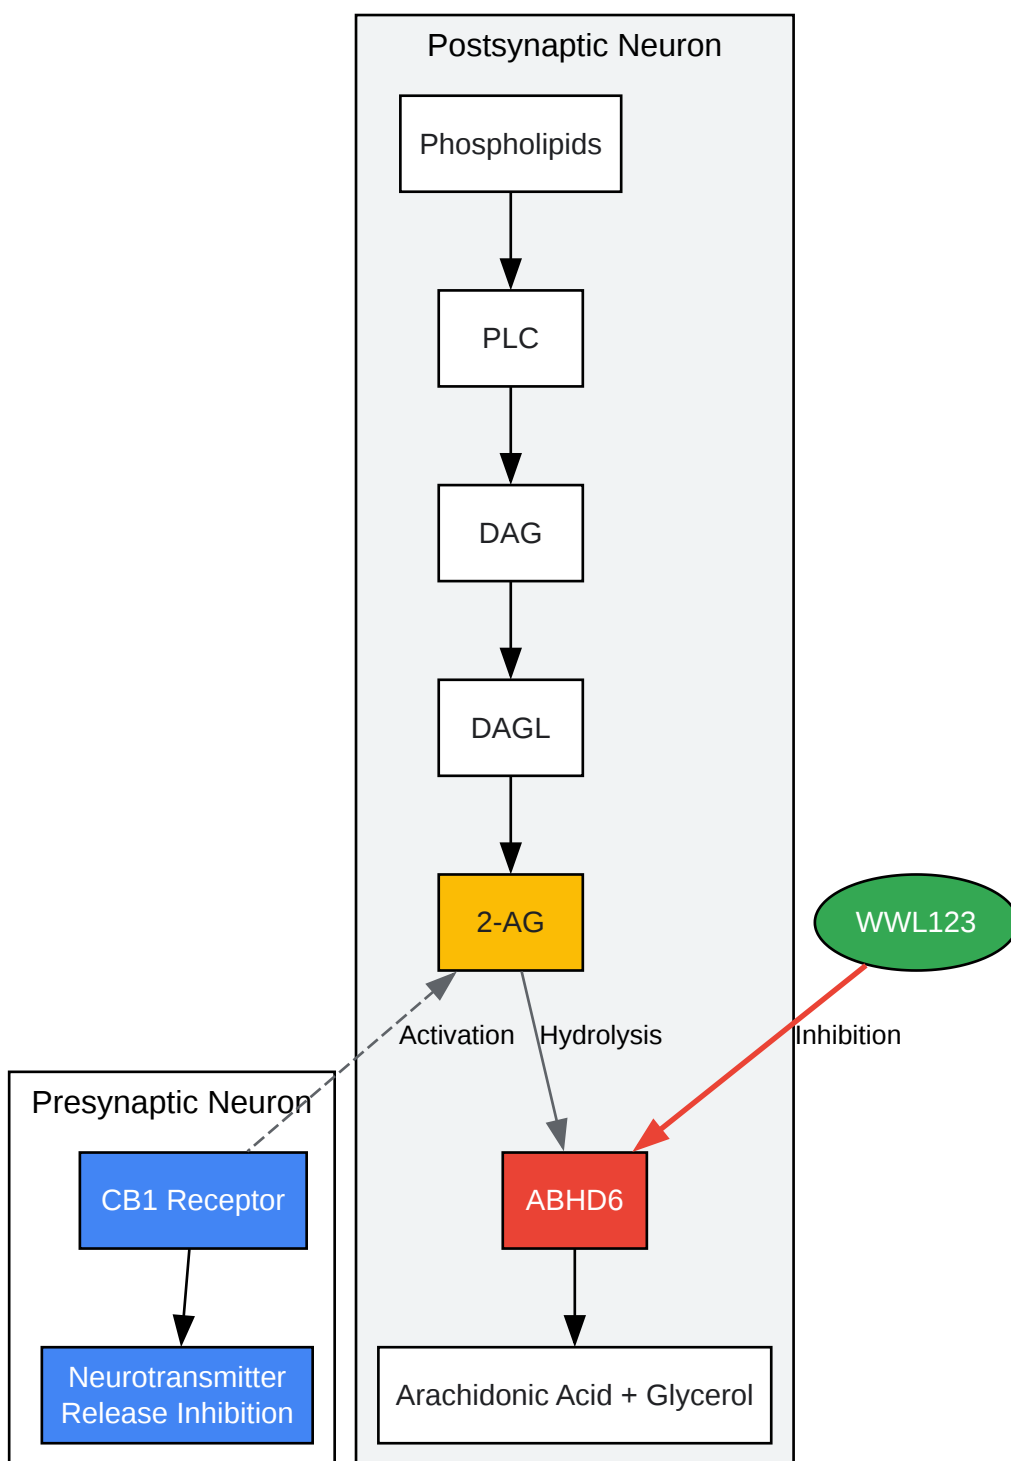 Postsynaptic Neuron
Phospholipids
PLC
DAG
DAGL
2-AG
WWL123
Activation
Hydrolysis
Inhibition
Presynaptic Neuron
CB1 Receptor
ABHD6
Neurotransmitter
Release Inhibition
Arachidonic Acid + Glycerol